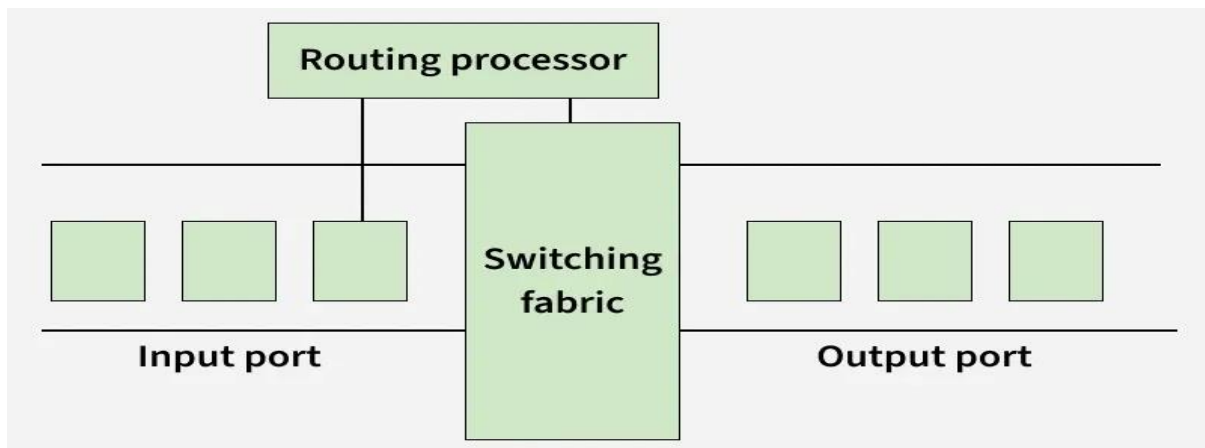 Routing processor
Switching
fabric
Input port
Output port